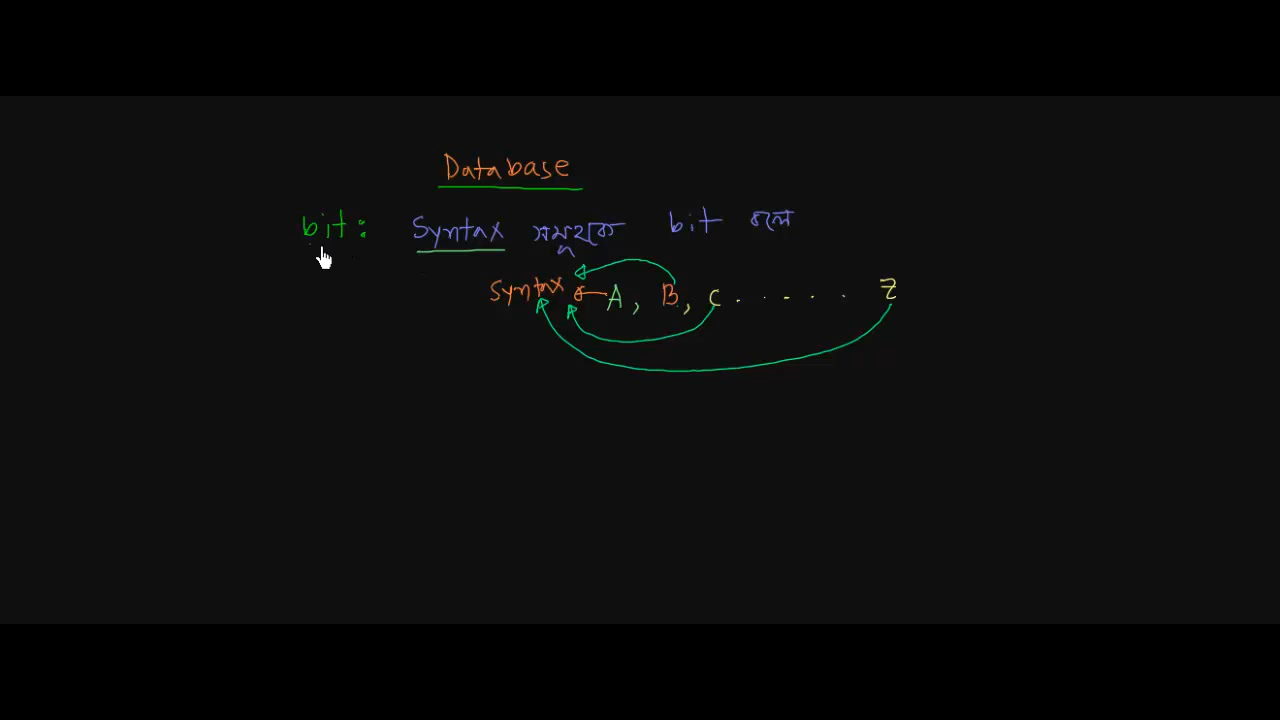 Database
bit: Syntax সমূহকে bit বলে
Syntax A, B, C . . . . . . Z